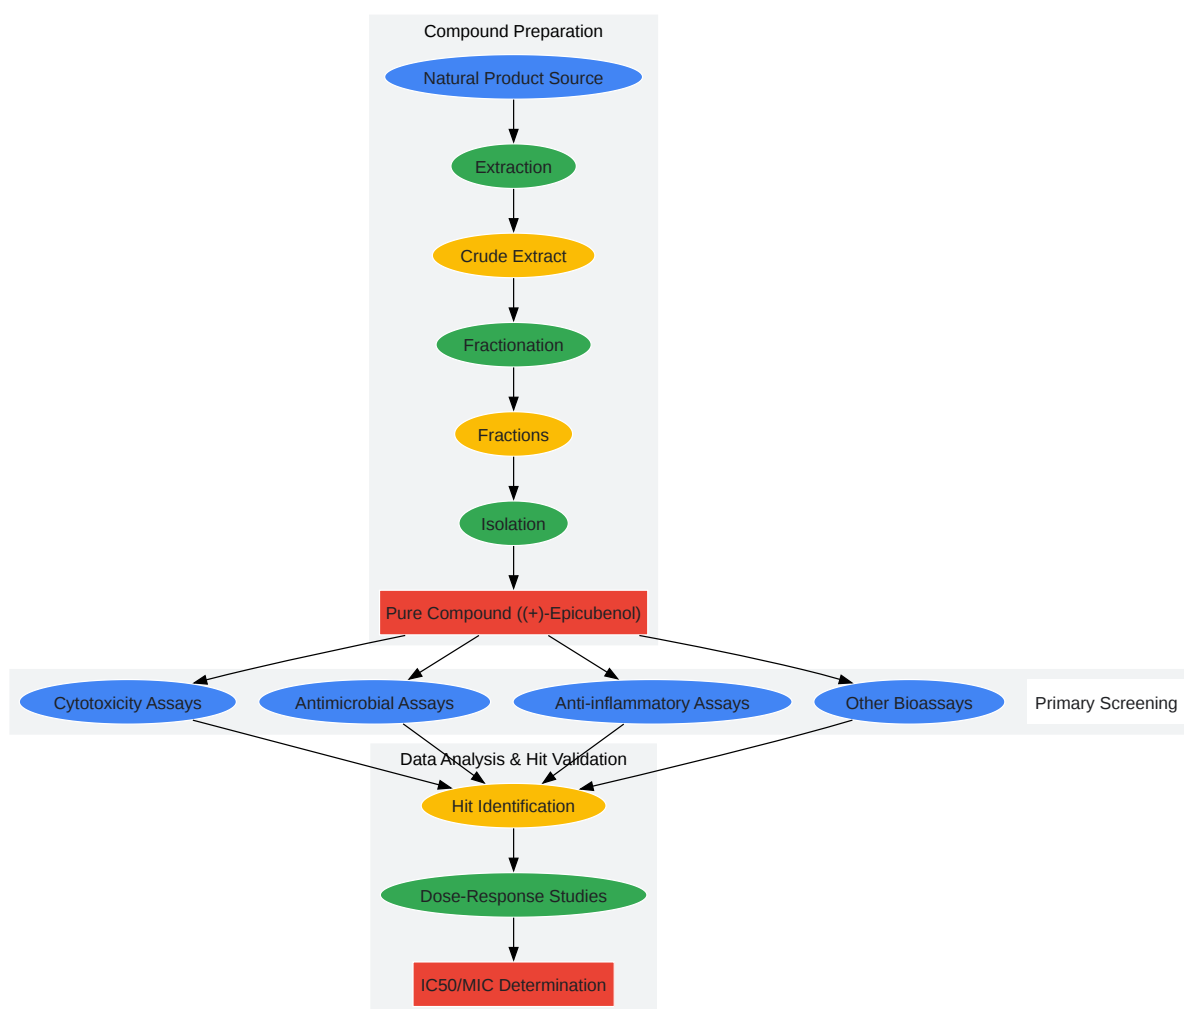 Compound Preparation
Natural Product Source
Extraction
Crude Extract
Fractionation
Fractions
Isolation
Pure Compound ((+)-Epicubenol)
Cytotoxicity Assays
Antimicrobial Assays
Anti-inflammatory Assays
Other Bioassays
Primary Screening
Data Analysis & Hit Validation
Hit Identification
Dose-Response Studies
IC50/MIC Determination